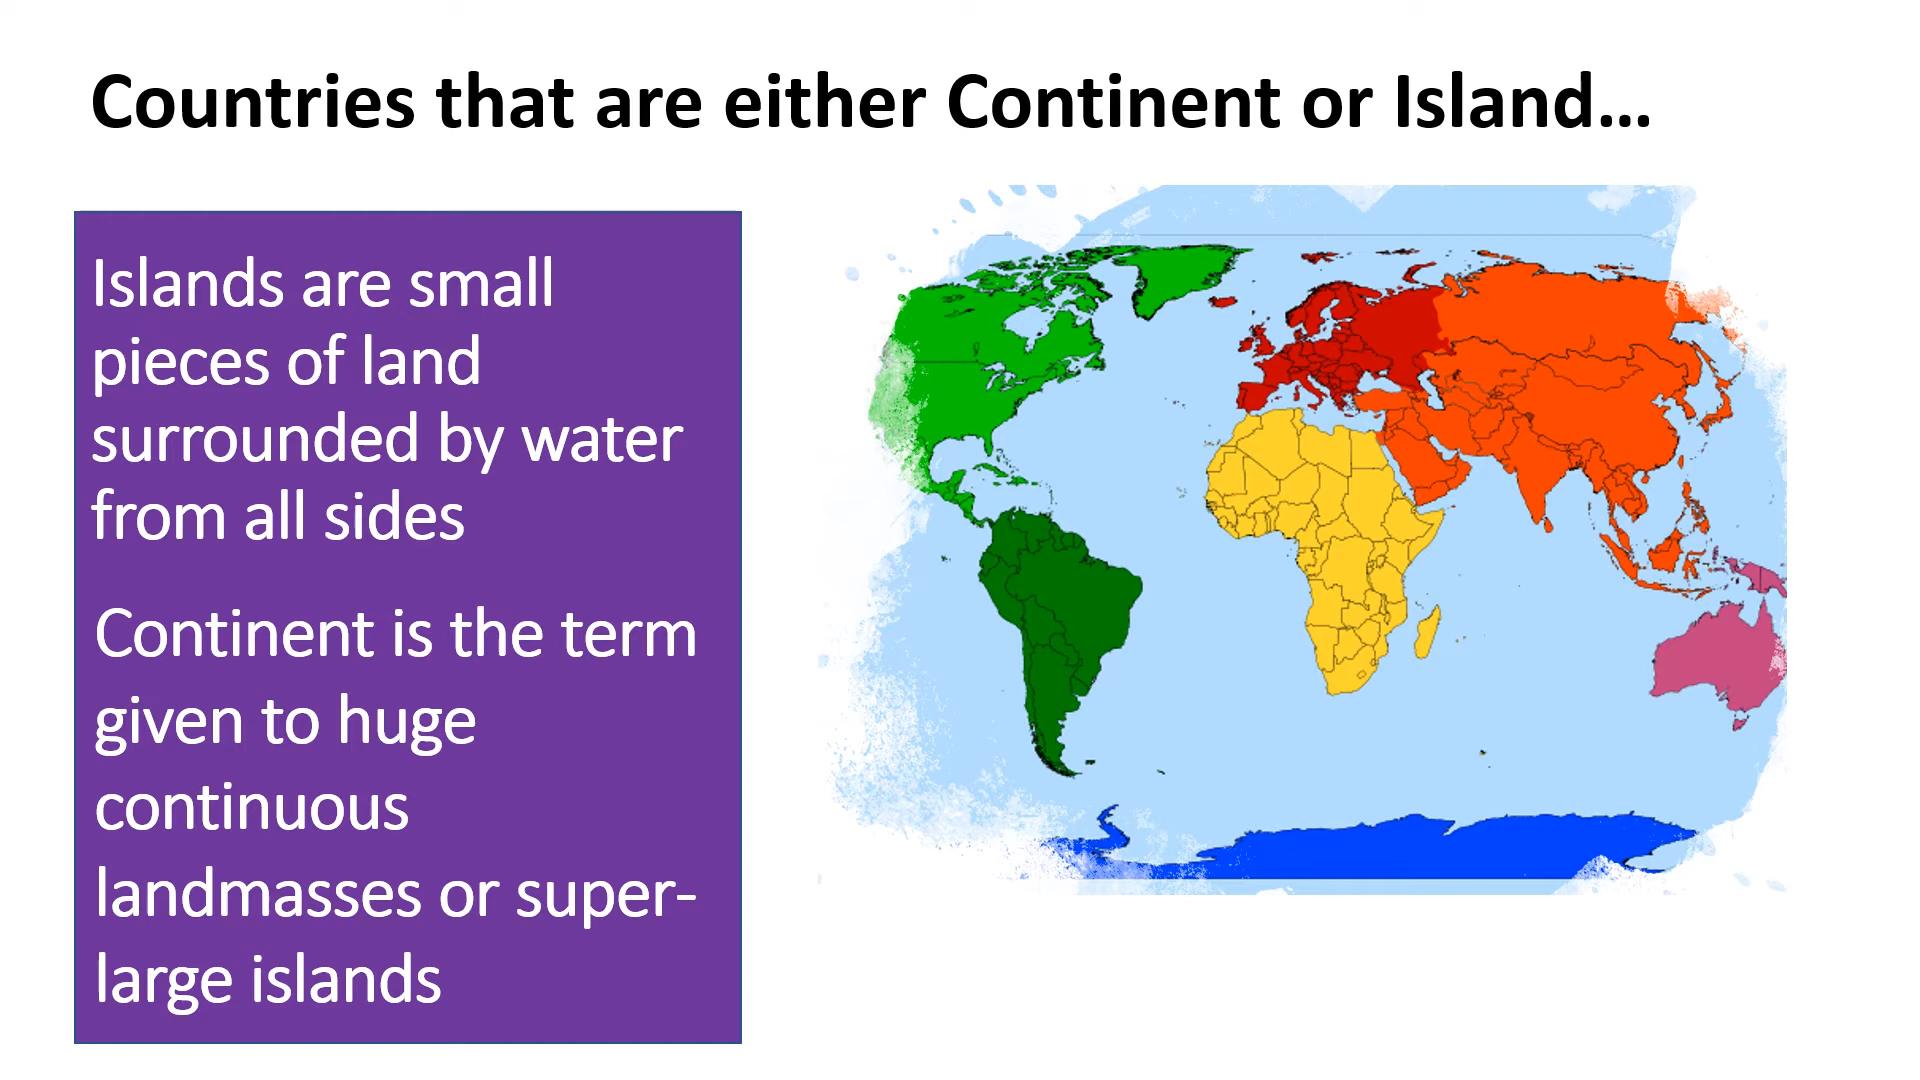 Countries that are either Continent or Island...
Islands are small
pieces of land
surrounded by water
from all sides
Continent is the term
given to huge
continuous
landmasses or super-
large islands